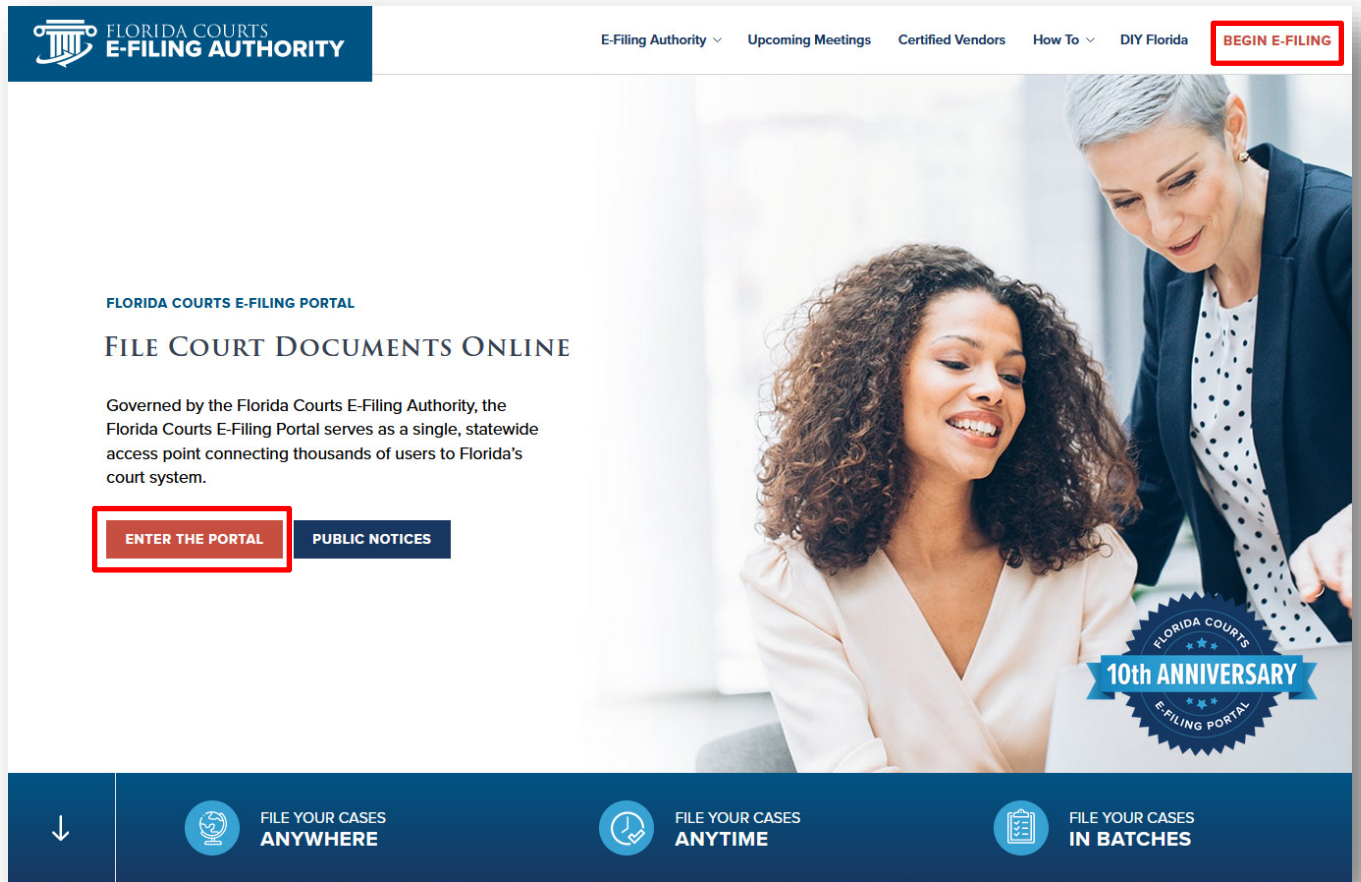 FLORIDA COURTS
E-FILING AUTHORITY
E-Filing Authority
Upcoming Meetings
Certified Vendors
How To
DIY Florida
BEGIN E-FILING
FLORIDA COURTS E-FILING PORTAL
FILE COURT DOCUMENTS ONLINE
Governed by the Florida Courts E-Filing Authority, the
Florida Courts E-Filing Portal serves as a single, statewide
access point connecting thousands of users to Florida's
court system.
ENTER THE PORTAL
PUBLIC NOTICES
FLORIDA COURTS
10th ANNIVERSARY
E-FILING PORTAL
FILE YOUR CASES
ANYWHERE
FILE YOUR CASES
ANYTIME
FILE YOUR CASES
IN BATCHES